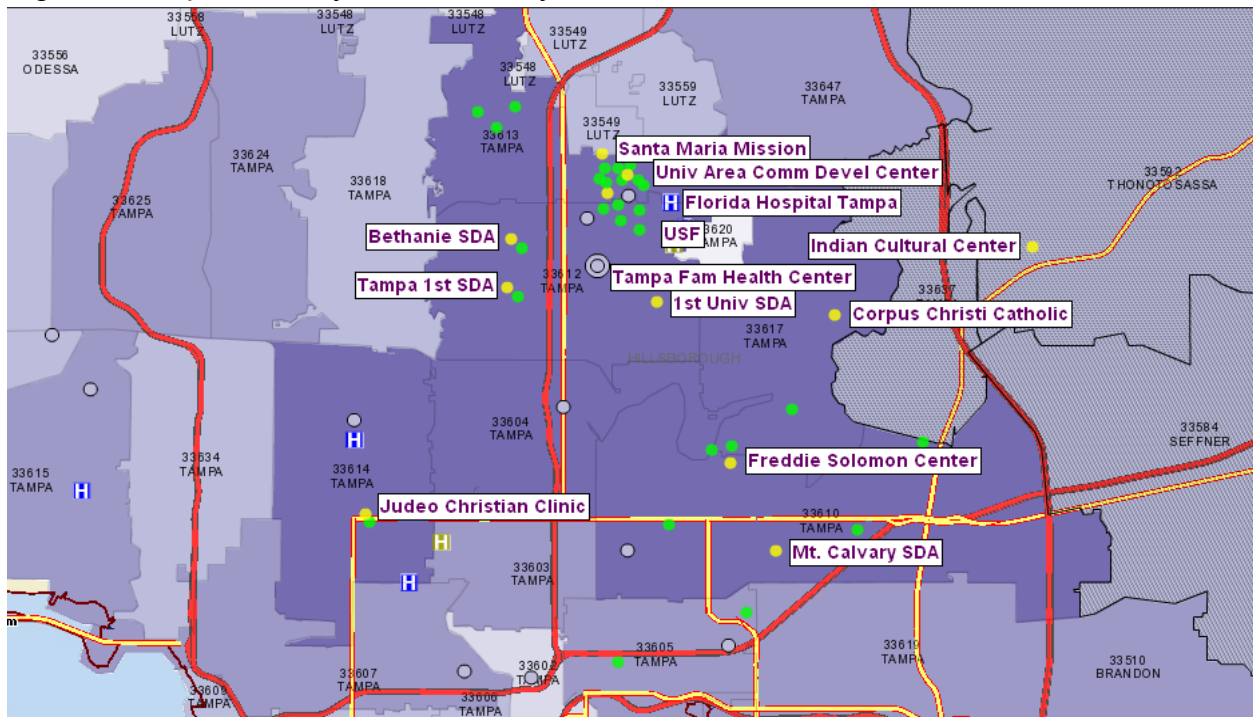 33558
LUTZ
33548
LUTZ
33548
LUTZ
33549
LUTZ
33556
ODESSA
33548
LUTZ
33559
LUTZ
33647
TAMPA
33549
LUTZ
33613
TAMPA
33624
TAMPA
Santa Maria Mission
Univ Area Comm Devel Center
33592
THONOTOSASSA
33618
TAMPA
33625
TAMPA
H
Florida Hospital Tampa
Bethanie SDA
USF
33620
TAMPA
Indian Cultural Center
33612
TAMPA
Tampa Fam Health Center
Tampa 1st SDA
33637
1st Univ SDA
Corpus Christi Catholic
33617
TAMPA
HILLSBOROUGH
33604
TAMPA
33584
SEFFNER
H
33634
TAMPA
33615
TAMPA
33614
TAMPA
Freddie Solomon Center
H
Judeo Christian Clinic
33610
TAMPA
H
Mt. Calvary SDA
33603
TAMPA
H
m
33605
TAMPA
33619
TAMPA
33602
33510
BRANDON
33607
TAMPA
33609
TAMPA
33606
TAMPA